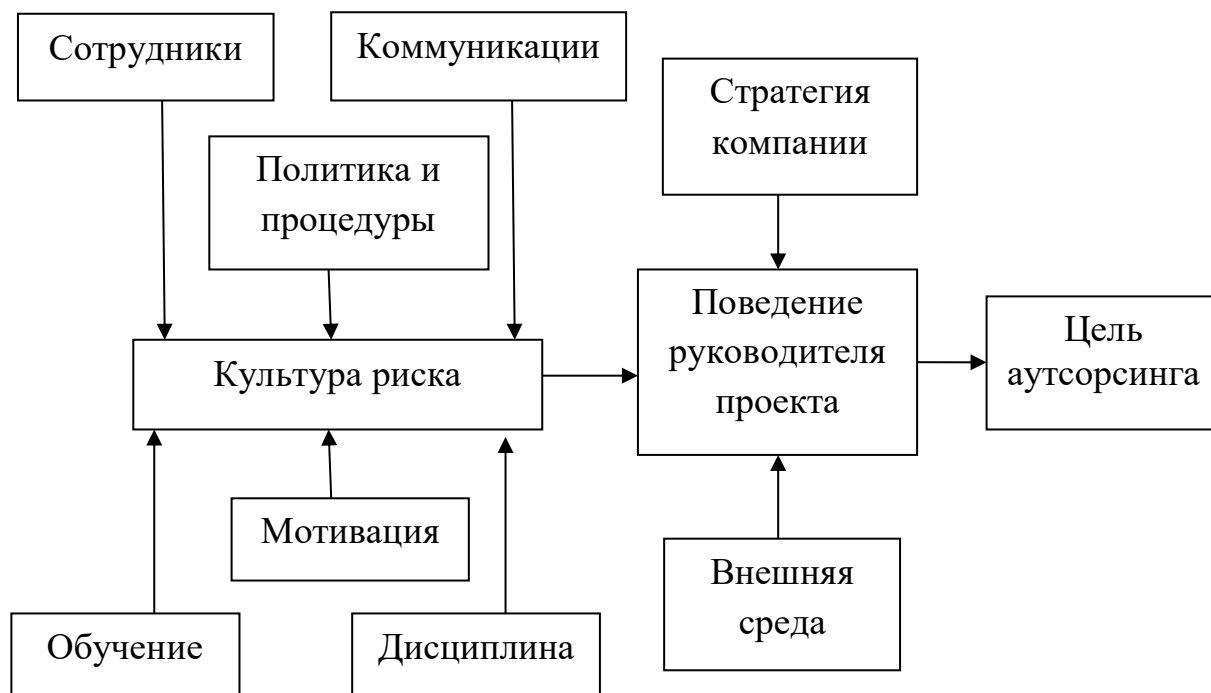 Сотрудники
Коммуникации
Стратегия
компании
Политика и
процедуры
Культура риска
Поведение
руководителя
проекта
Цель
аутсорсинга
Мотивация
Внешняя
среда
Обучение
Дисциплина